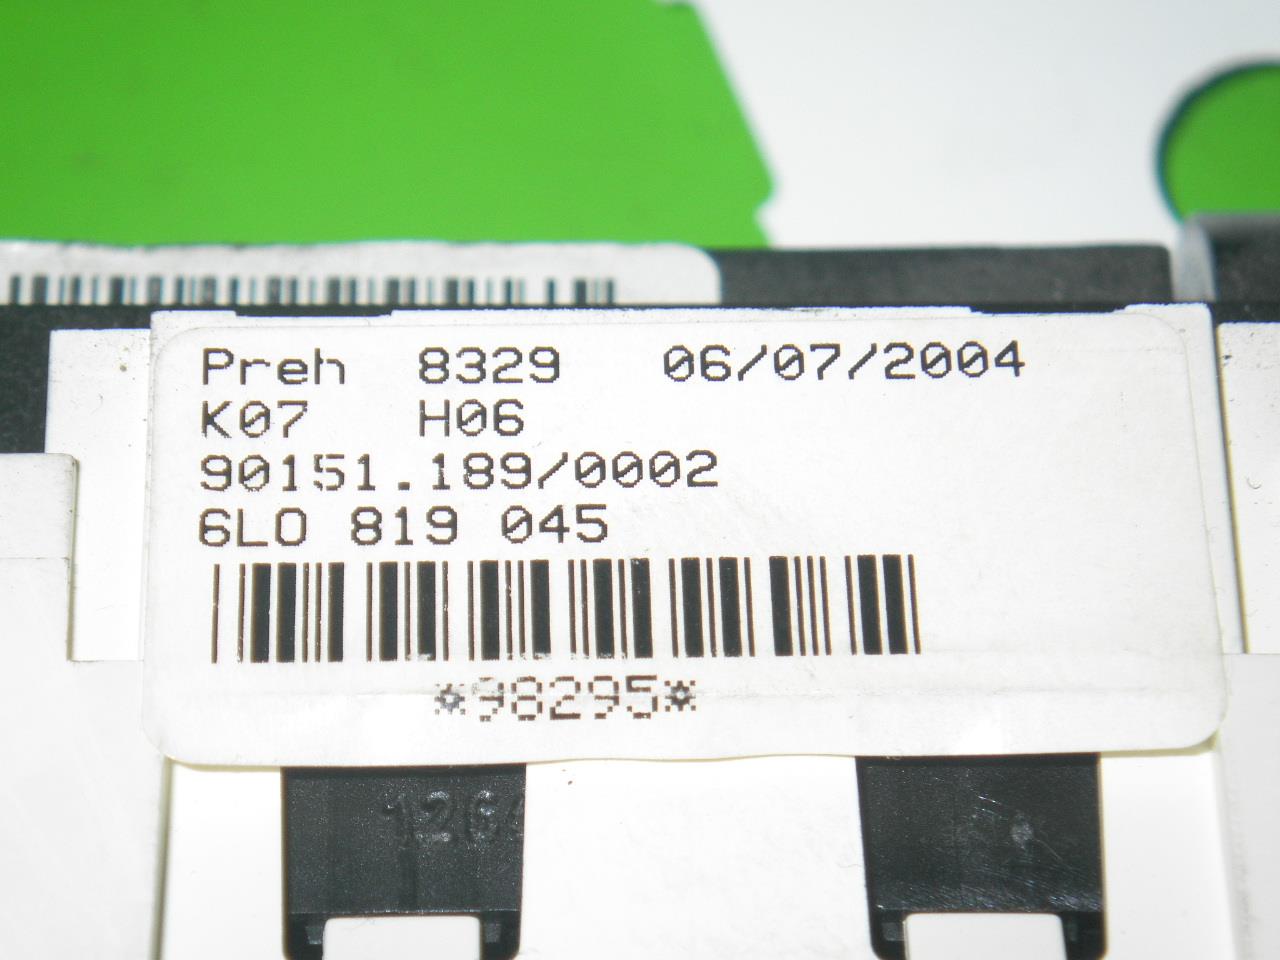 Preh 8329 06/07/2004
K07 H06
90151.189/0002
6L0 819 045
*98295*